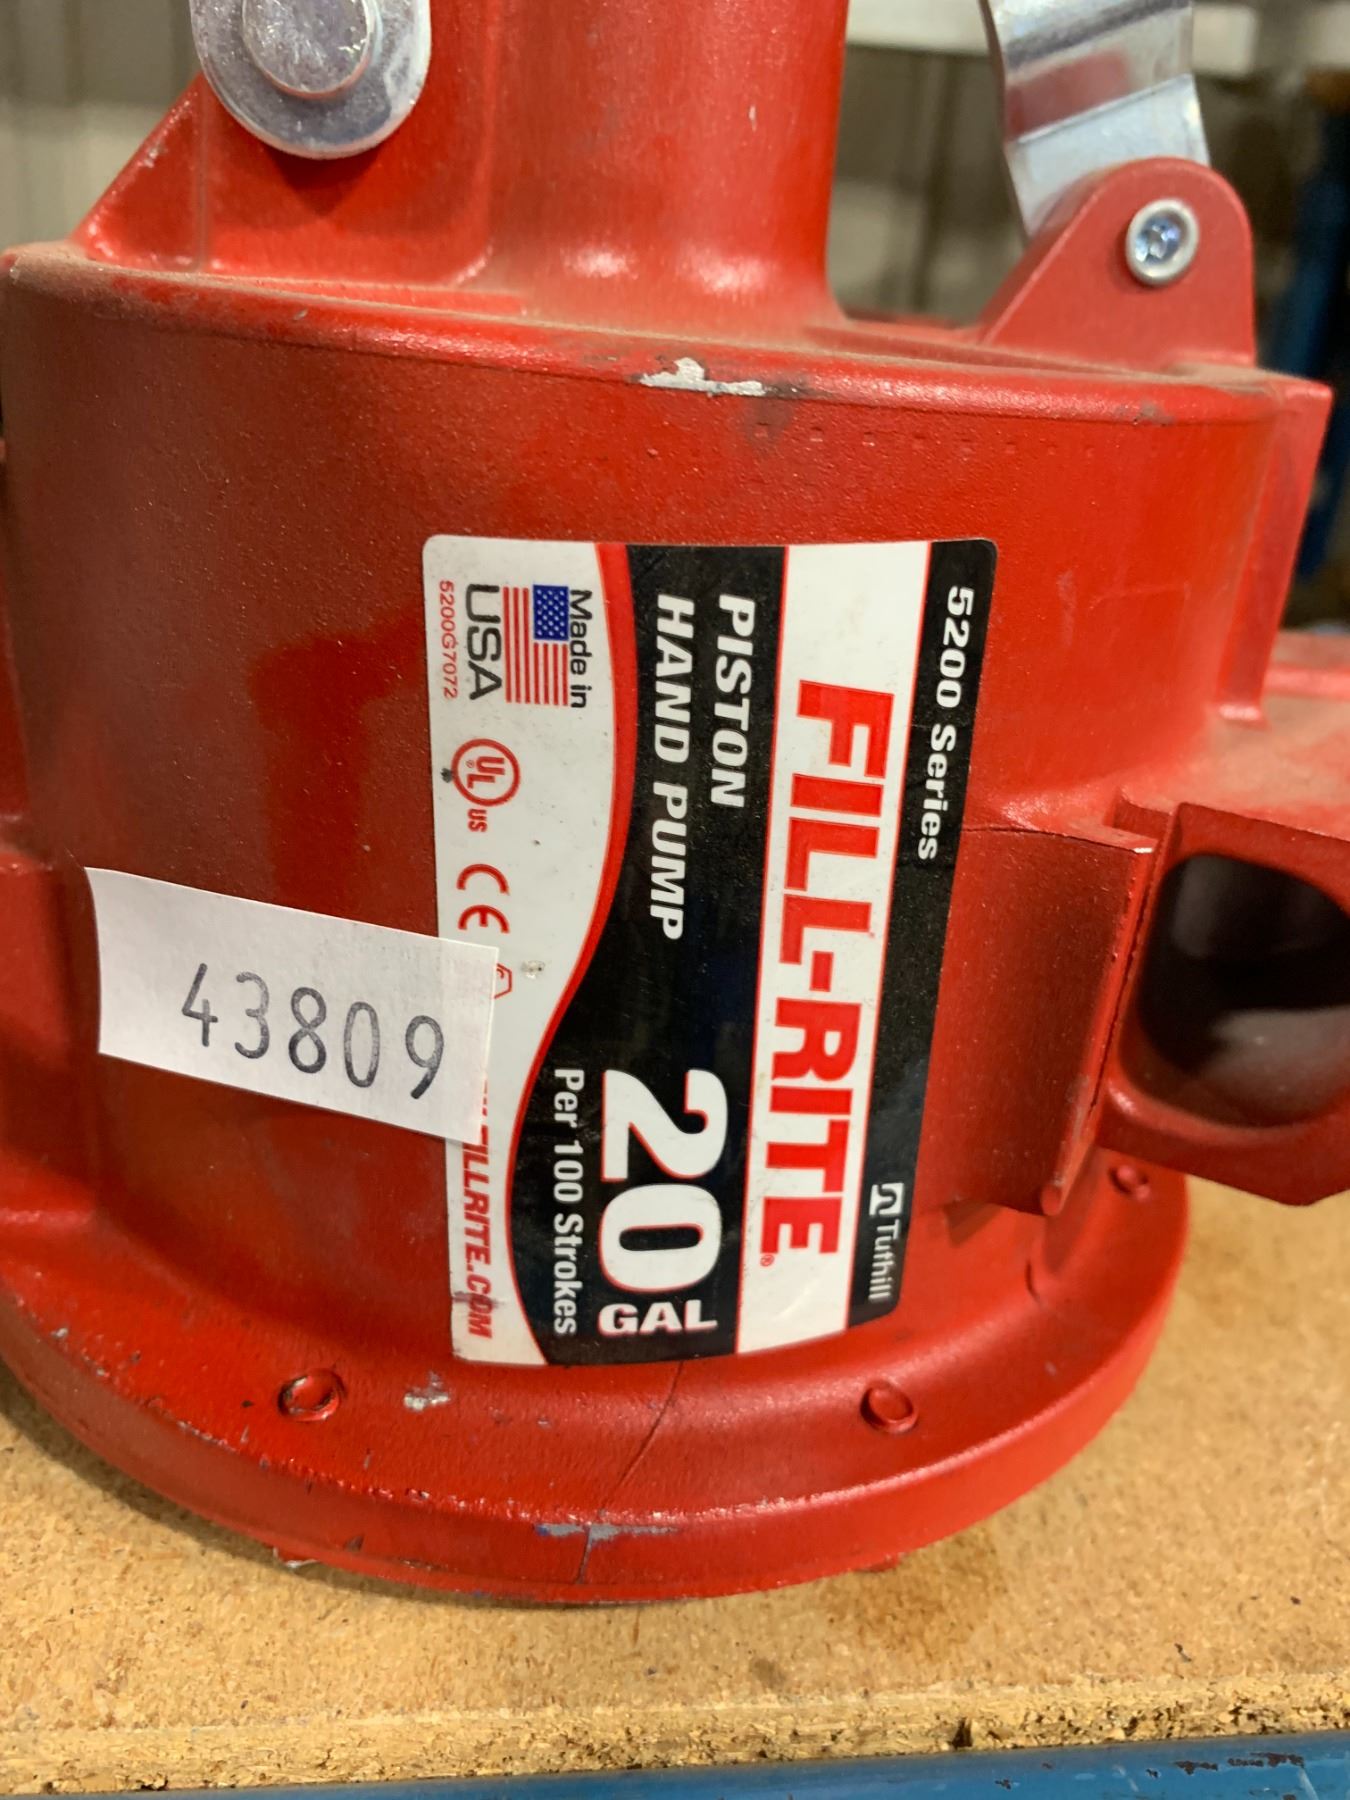 5200 Series
Tuthill
FILL-RITE®
PISTON
HAND PUMP
20
GAL
Per 100 Strokes
Made in
USA
5200G7072
UL
US
CE
FILLRITE.COM
43809